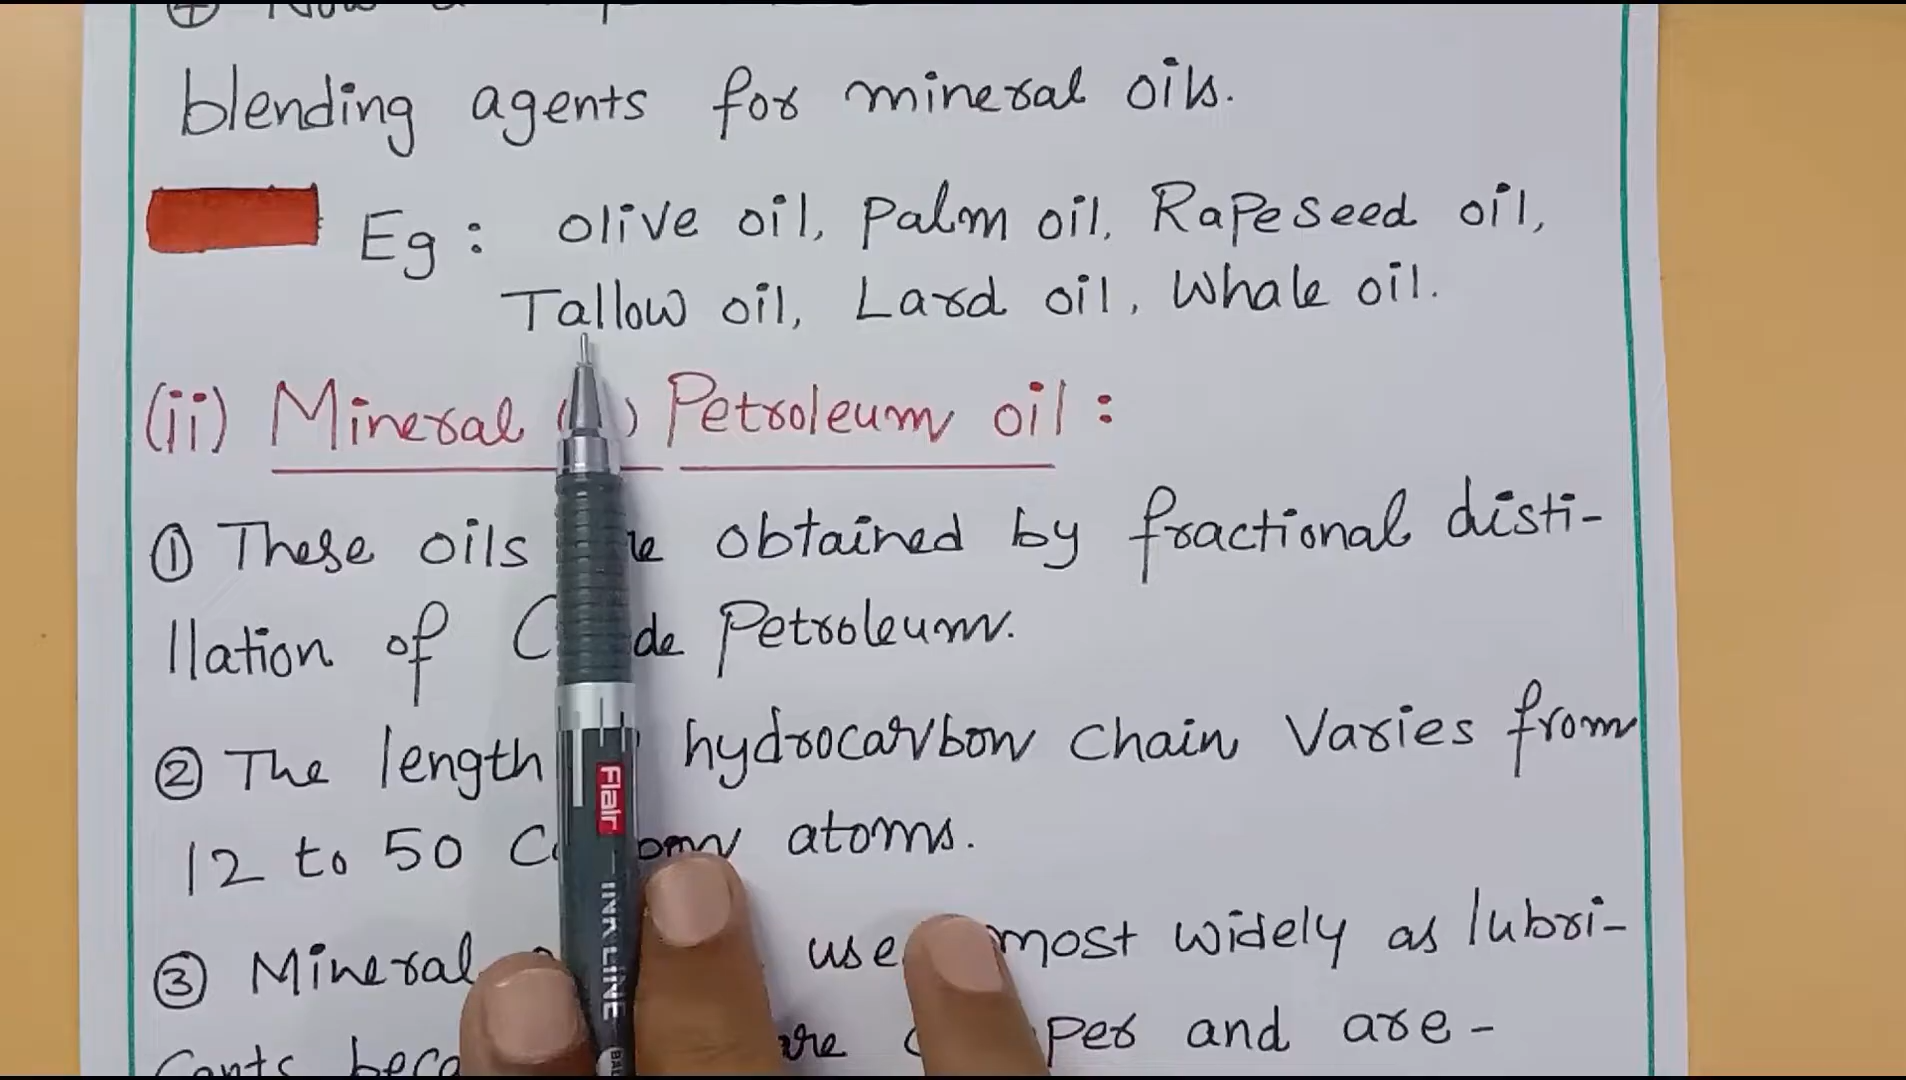 blending agents for mineral oils.
Eg : olive oil, Palm oil, Rapeseed oil,
Tallow oil, Lard oil, Whale oil.
(ii) Mineral ( ) Petroleum oil :
① These oils obtained by fractional disti-
llation of Petroleum.
② The length hydrocarbon chain varies from
12 to 50 atoms.
③ Mineral most widely as lubri-
cants and are-
Flair
INK LINE